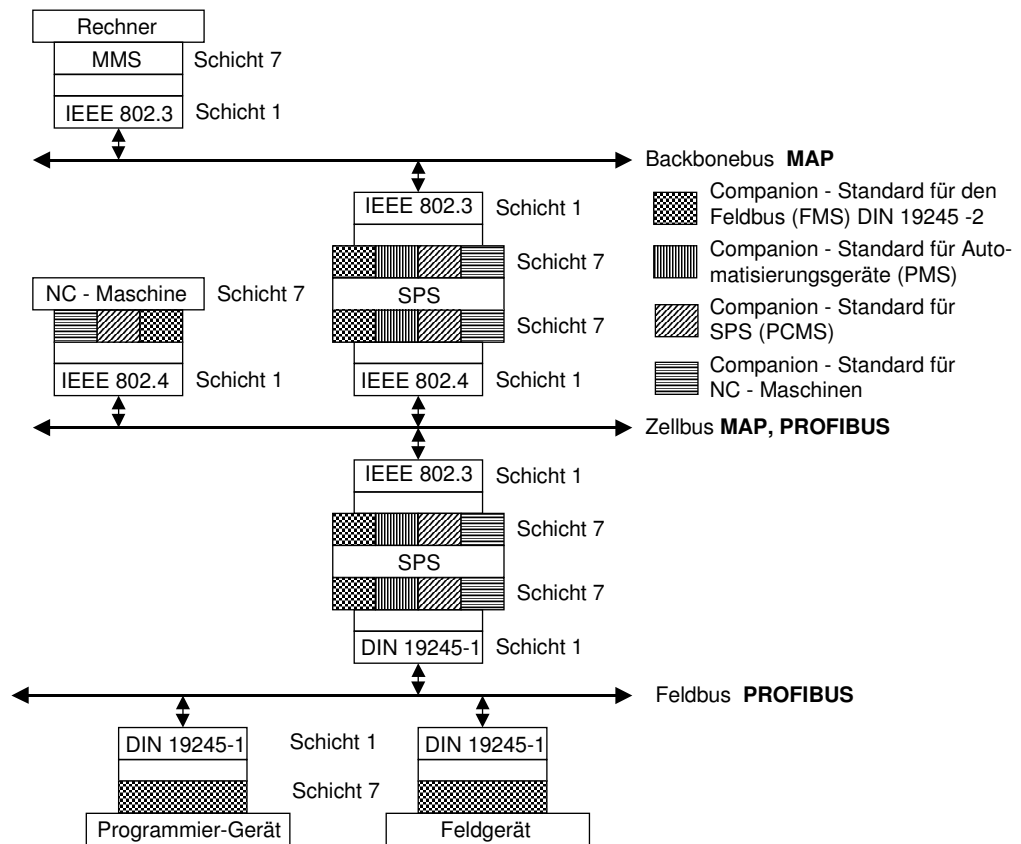 Rechner
MMS Schicht 7
IEEE 802.3 Schicht 1
Backbonebus MAP
IEEE 802.3 Schicht 1
Schicht 7
SPS
Schicht 7
IEEE 802.4 Schicht 1
NC - Maschine Schicht 7
IEEE 802.4 Schicht 1
Companion - Standard für den
Feldbus (FMS) DIN 19245 -2
Companion - Standard für Auto-
matisierungsgeräte (PMS)
Companion - Standard für
SPS (PCMS)
Companion - Standard für
NC - Maschinen
Zellbus MAP, PROFIBUS
IEEE 802.3 Schicht 1
Schicht 7
SPS
Schicht 7
DIN 19245-1 Schicht 1
Feldbus PROFIBUS
DIN 19245-1 Schicht 1 DIN 19245-1
Schicht 7
Programmier-Gerät Feldgerät